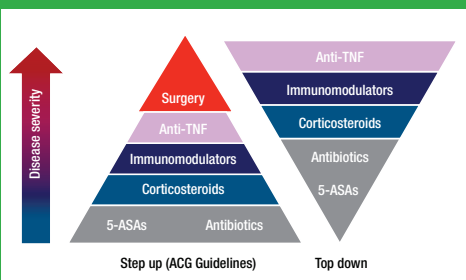 Disease severity
Surgery
Anti-TNF
Immunomodulators
Corticosteroids
5-ASAs Antibiotics
Step up (ACG Guidelines)
Anti-TNF
Immunomodulators
Corticosteroids
Antibiotics
5-ASAs
Top down